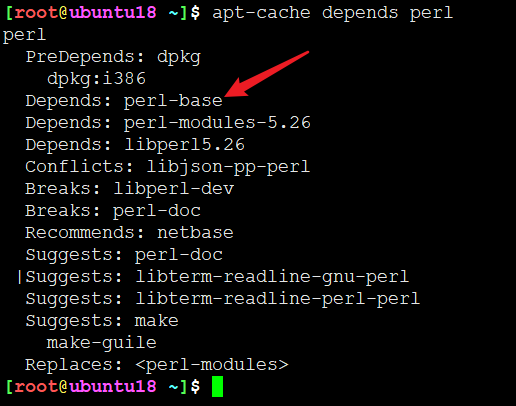 [root@ubuntu18 ~]$ apt-cache depends perl
perl
  PreDepends: dpkg
    dpkg:i386
  Depends: perl-base
  Depends: perl-modules-5.26
  Depends: libperl5.26
  Conflicts: libjson-pp-perl
  Breaks: libperl-dev
  Breaks: perl-doc
  Recommends: netbase
  Suggests: perl-doc
 |Suggests: libterm-readline-gnu-perl
  Suggests: libterm-readline-perl-perl
  Suggests: make
    make-guile
  Replaces: <perl-modules>
[root@ubuntu18 ~]$